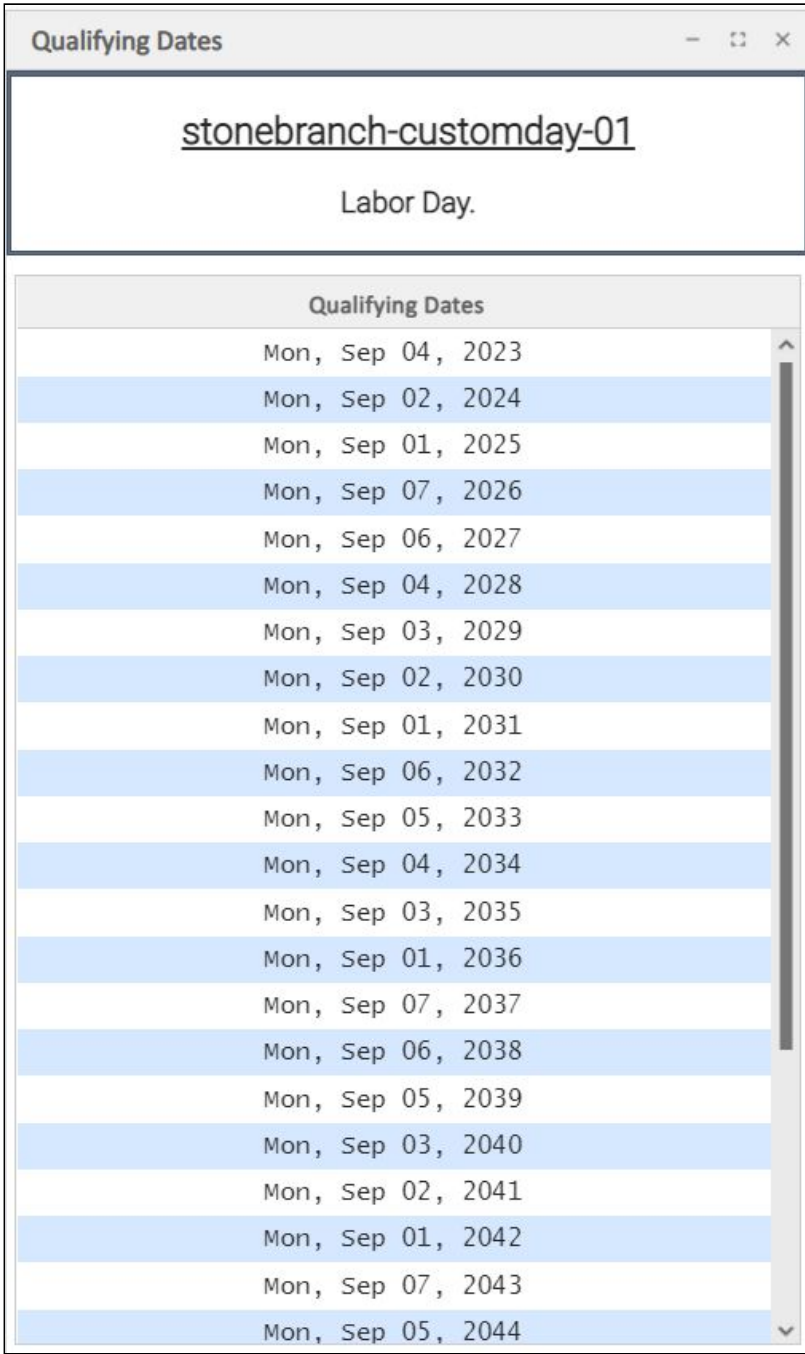 Qualifying Dates
stonebranch-customday-01
Labor Day.
Qualifying Dates
Mon, Sep 04, 2023
Mon, Sep 02, 2024
Mon, Sep 01, 2025
Mon, Sep 07, 2026
Mon, Sep 06, 2027
Mon, Sep 04, 2028
Mon, Sep 03, 2029
Mon, Sep 02, 2030
Mon, Sep 01, 2031
Mon, Sep 06, 2032
Mon, Sep 05, 2033
Mon, Sep 04, 2034
Mon, Sep 03, 2035
Mon, Sep 01, 2036
Mon, Sep 07, 2037
Mon, Sep 06, 2038
Mon, Sep 05, 2039
Mon, Sep 03, 2040
Mon, Sep 02, 2041
Mon, Sep 01, 2042
Mon, Sep 07, 2043
Mon, Sep 05, 2044